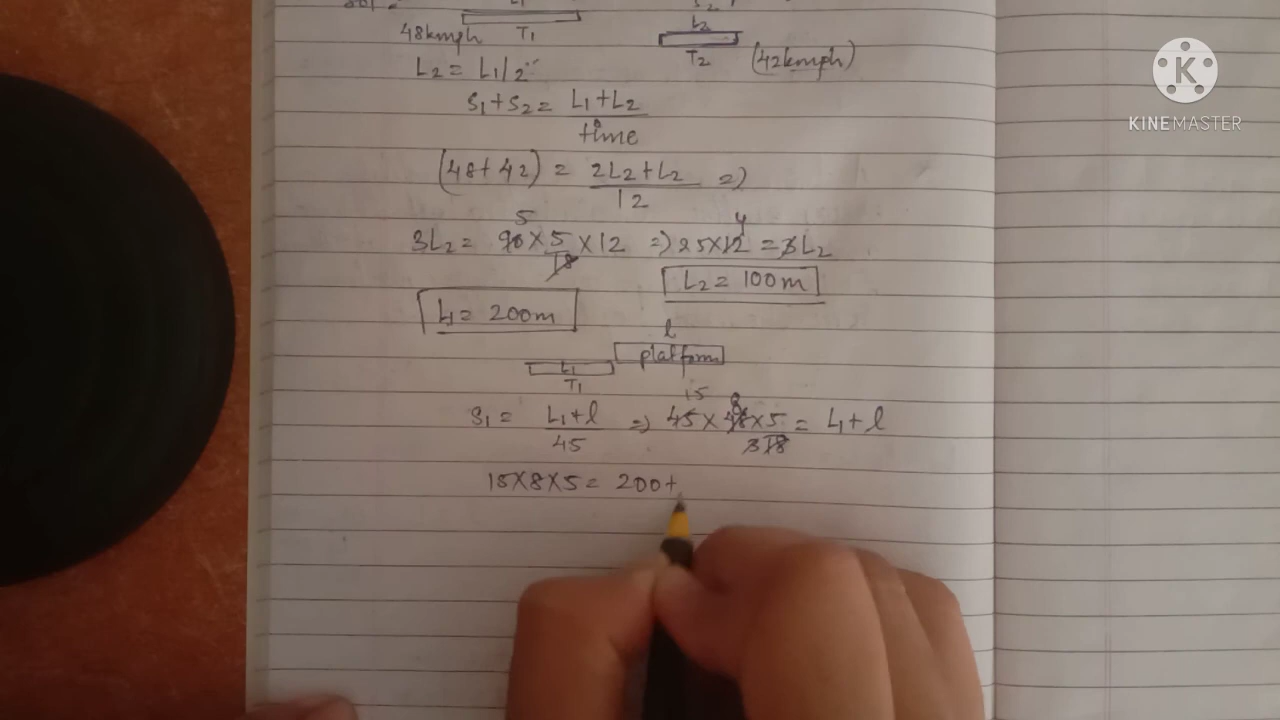 L1
48kmph T1
L2
T2 (42kmph)
L2 = L1/2
S1+S2 = L1+L2
time
(48+42) = 2L2+L2 =>
12
5 4
3L2 = 90×5 ×12 => 25×12 = 3L2
18
L2 = 100m
L1 = 200m
l
platform
L1
T1
15 8
S1 = L1+l => 45×48×5 = L1+l
45 3 18
15×8×5 = 200+
K
KINEMASTER